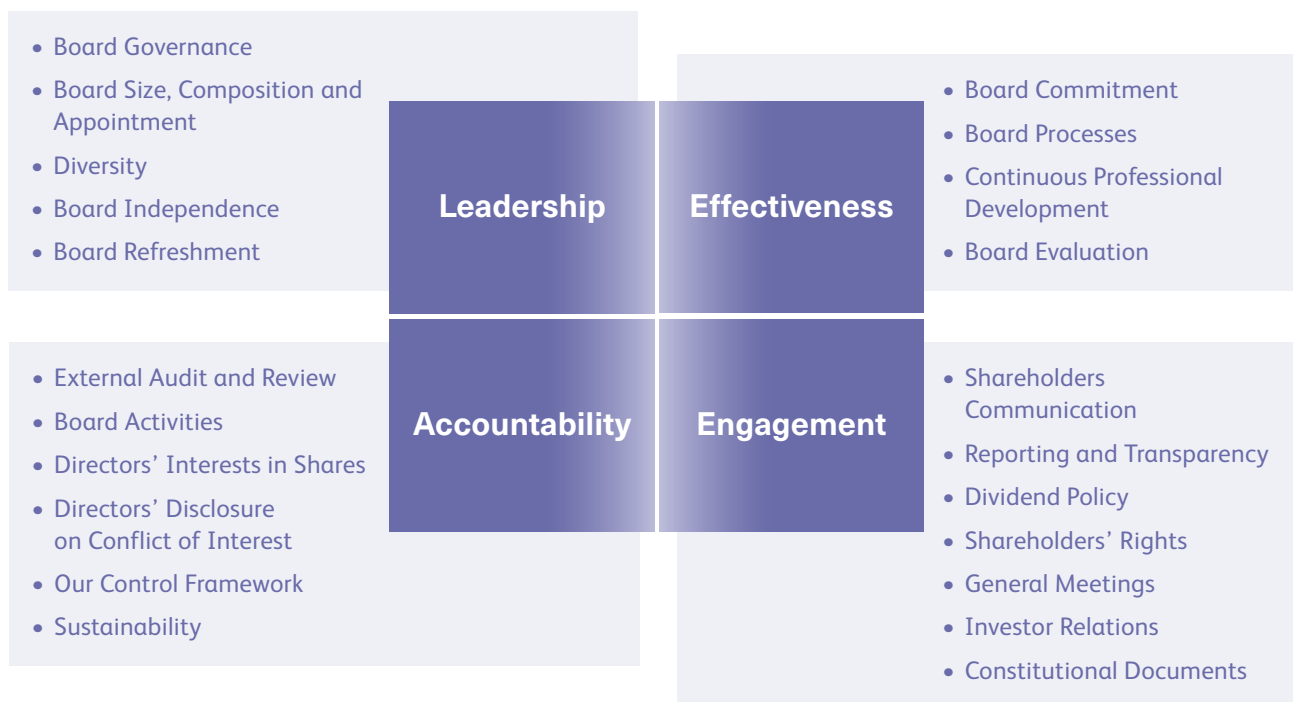 • Board Governance
• Board Size, Composition and
Appointment
• Diversity
• Board Independence
• Board Refreshment
Leadership
Effectiveness
• Board Commitment
• Board Processes
• Continuous Professional
Development
• Board Evaluation
• External Audit and Review
• Board Activities
• Directors’ Interests in Shares
• Directors’ Disclosure
on Conflict of Interest
• Our Control Framework
• Sustainability
Accountability
Engagement
• Shareholders
Communication
• Reporting and Transparency
• Dividend Policy
• Shareholders’ Rights
• General Meetings
• Investor Relations
• Constitutional Documents